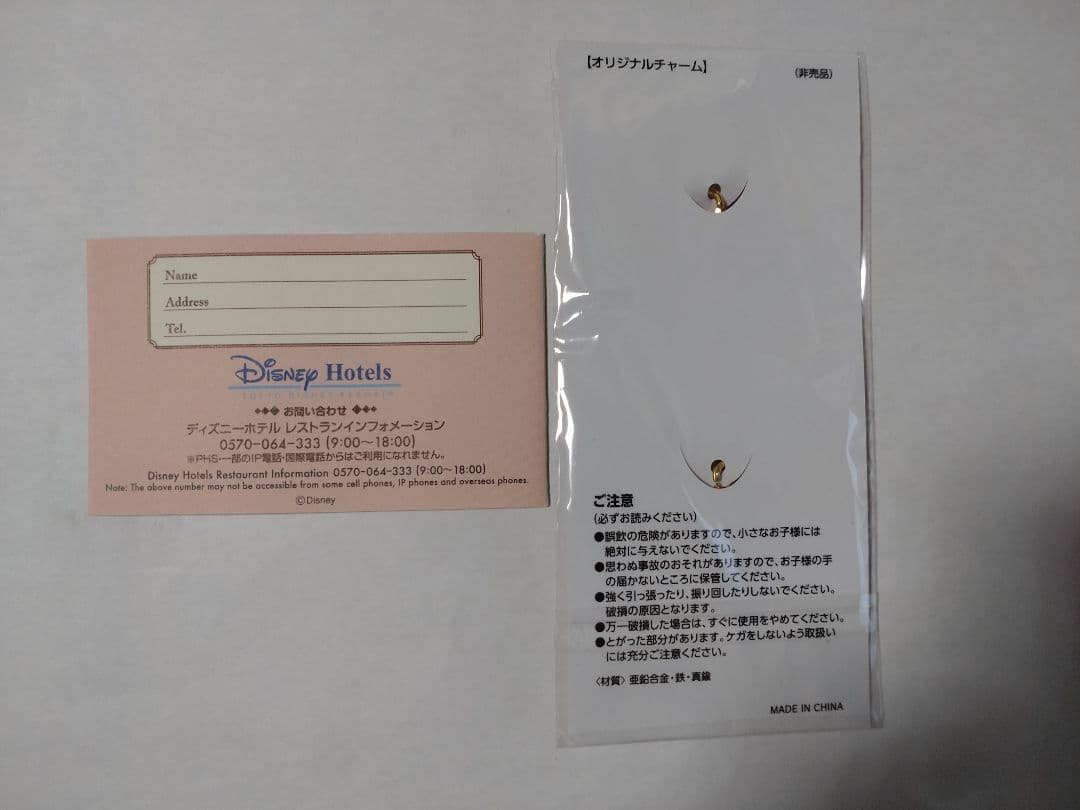 Name
Address
Tel.
Disney Hotels
TOKYO DISNEY RESORT
お問い合わせ
ディズニーホテル レストランインフォメーション
0570-064-333 (9:00～18:00)
※PHS・一部のIP電話・国際電話からはご利用になれません。
Disney Hotels Restaurant Information 0570-064-333 (9:00~18:00)
Note: The above number may not be accessible from some cell phones, IP phones and overseas phones.
©Disney
【オリジナルチャーム】
（非売品）
ご注意
（必ずお読みください）
●誤飲の危険がありますので、小さなお子様には
絶対に与えないでください。
●思わぬ事故のおそれがありますので、お子様の手
の届かないところに保管してください。
●強く引っ張ったり、振り回したりしないでください。
破損の原因となります。
●万一破損した場合は、すぐに使用をやめてください。
●とがった部分があります。ケガをしないよう取扱い
には充分ご注意ください。
〈材質〉亜鉛合金・鉄・真鍮
MADE IN CHINA